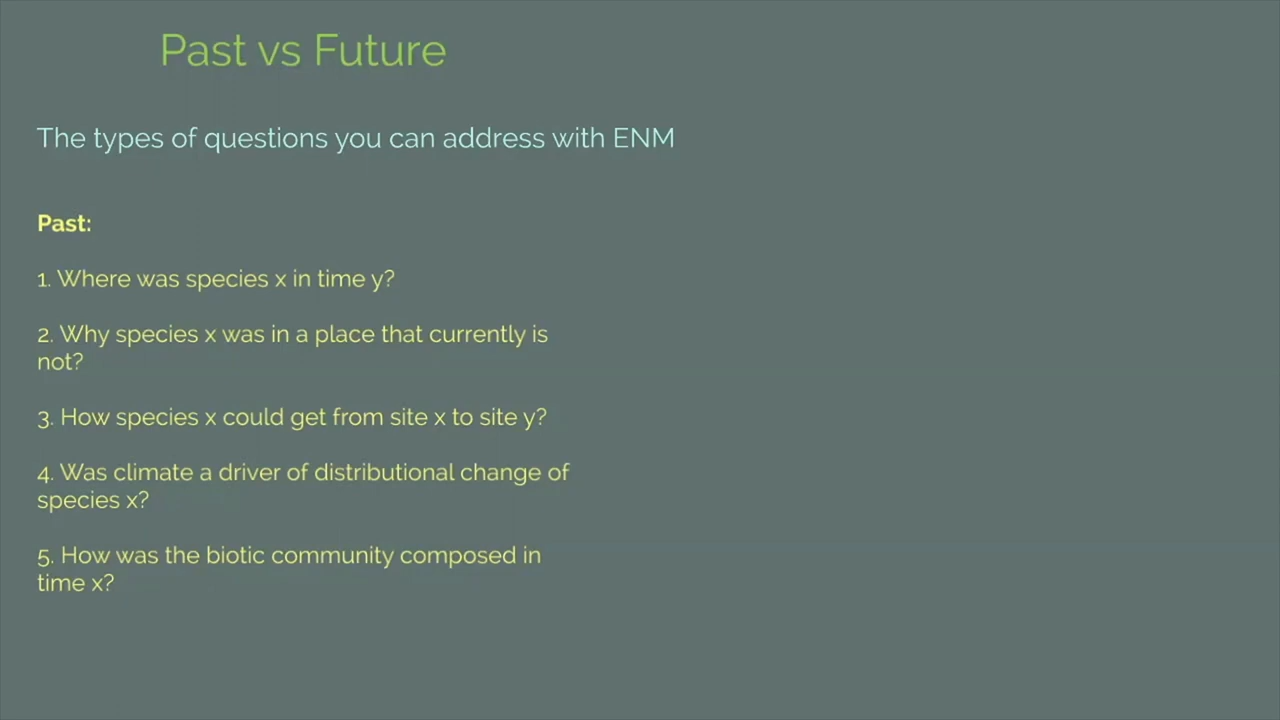 Past vs Future
The types of questions you can address with ENM
Past:
1. Where was species x in time y?
2. Why species x was in a place that currently is
not?
3. How species x could get from site x to site y?
4. Was climate a driver of distributional change of
species x?
5. How was the biotic community composed in
time x?